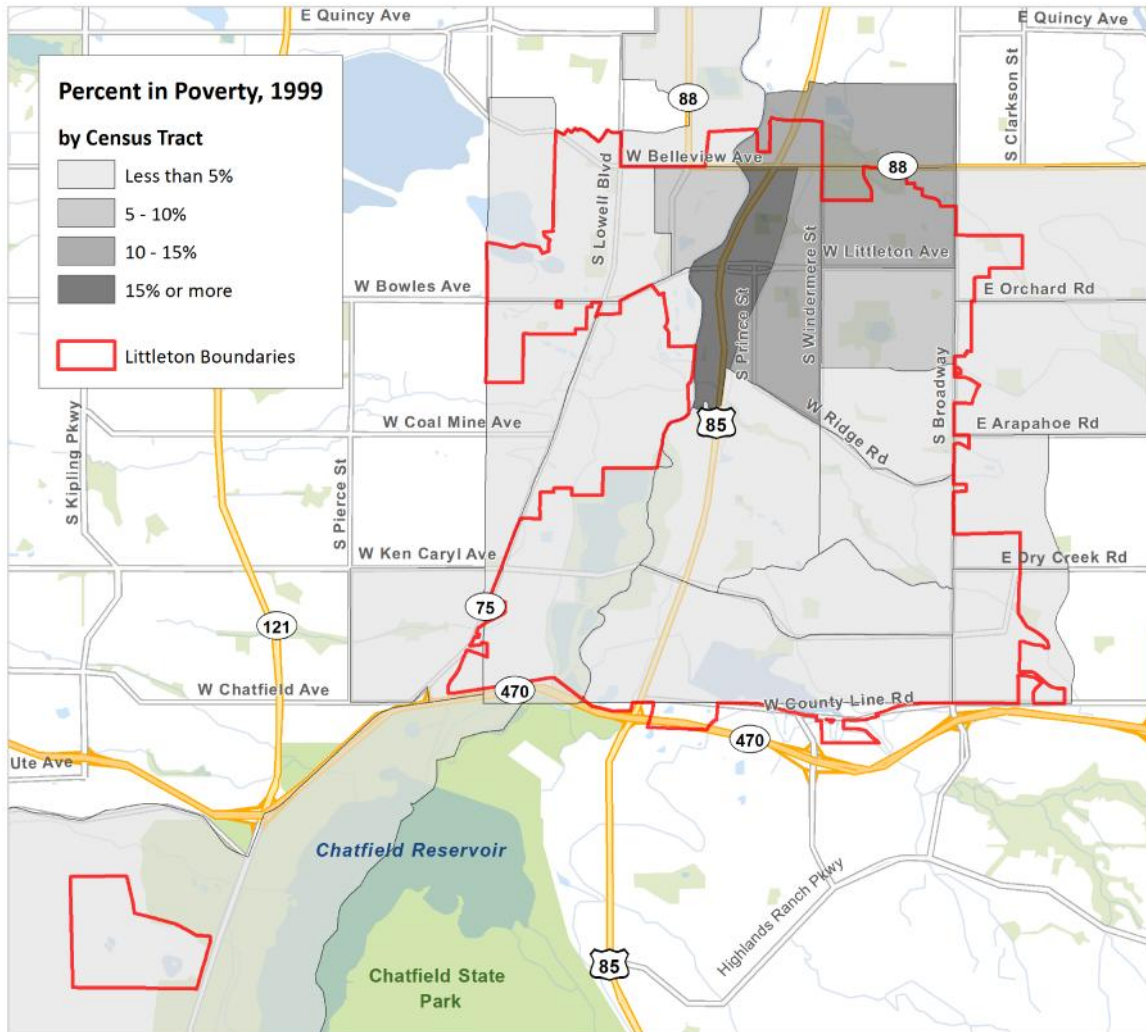 E Quincy Ave
E Quincy Ave
Percent in Poverty, 1999
by Census Tract
Less than 5%
5 - 10%
10 - 15%
15% or more
Littleton Boundaries
88
S Clarkson St
W Belleview Ave
88
S Lowell Blvd
W Littleton Ave
W Bowles Ave
E Orchard Rd
S Prince St
S Windermere St
S Broadway
W Coal Mine Ave
85
W Ridge Rd
E Arapahoe Rd
S Kipling Pkwy
S Pierce St
W Ken Caryl Ave
E Dry Creek Rd
75
121
W Chatfield Ave
470
W County Line Rd
470
Ute Ave
Chatfield Reservoir
Highlands Ranch Pkwy
85
Chatfield State
Park